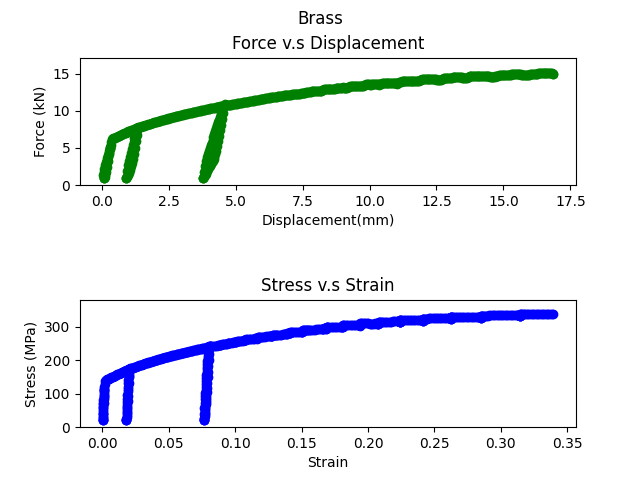 Brass
Force v.s Displacement
15
10
5
0
Force (kN)
0.0 2.5 5.0 7.5 10.0 12.5 15.0 17.5
Displacement(mm)
Stress v.s Strain
300
200
100
0
Stress (MPa)
0.00 0.05 0.10 0.15 0.20 0.25 0.30 0.35
Strain